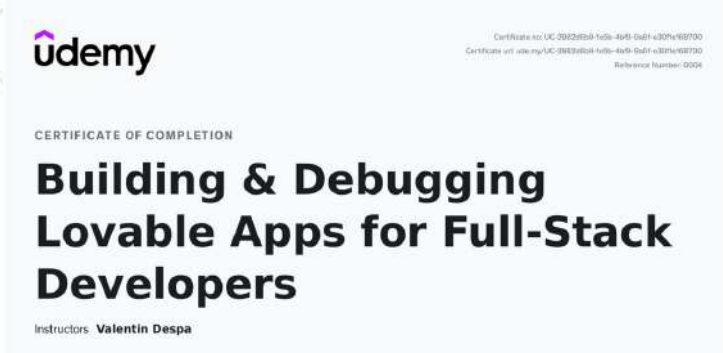 udemy
Certificate no:
Certificate url:
Reference Number: 0004
CERTIFICATE OF COMPLETION
Building & Debugging
Lovable Apps for Full-Stack
Developers
Instructors Valentin Despa